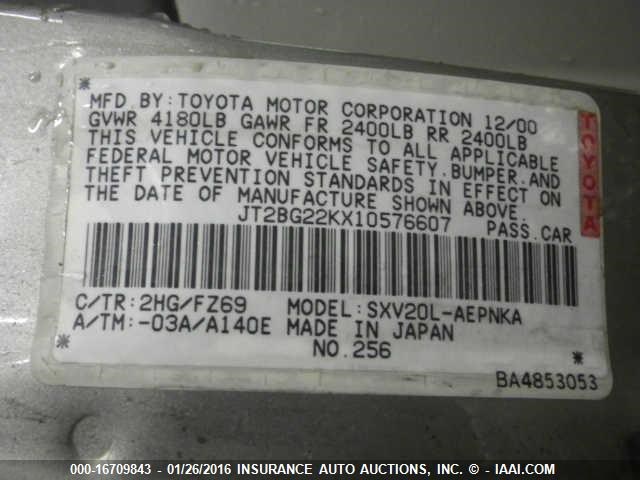 MFD.BY:TOYOTA MOTOR CORPORATION 12/00
GVWR 4180LB GAWR FR 2400LB RR 2400LB
THIS VEHICLE CONFORMS TO ALL APPLICABLE
FEDERAL MOTOR VEHICLE SAFETY.BUMPER.AND
THEFT PREVENTION STANDARDS IN EFFECT ON
THE DATE OF MANUFACTURE SHOWN ABOVE.
JT2BG22KX10576607 PASS.CAR
TOYOTA
C/TR:2HG/FZ69 MODEL:SXV20L-AEPNKA
A/TM:-03A/A140E MADE IN JAPAN
NO.256
BA4853053
000-16709843 - 01/26/2016 INSURANCE AUTO AUCTIONS, INC. - IAAI.COM